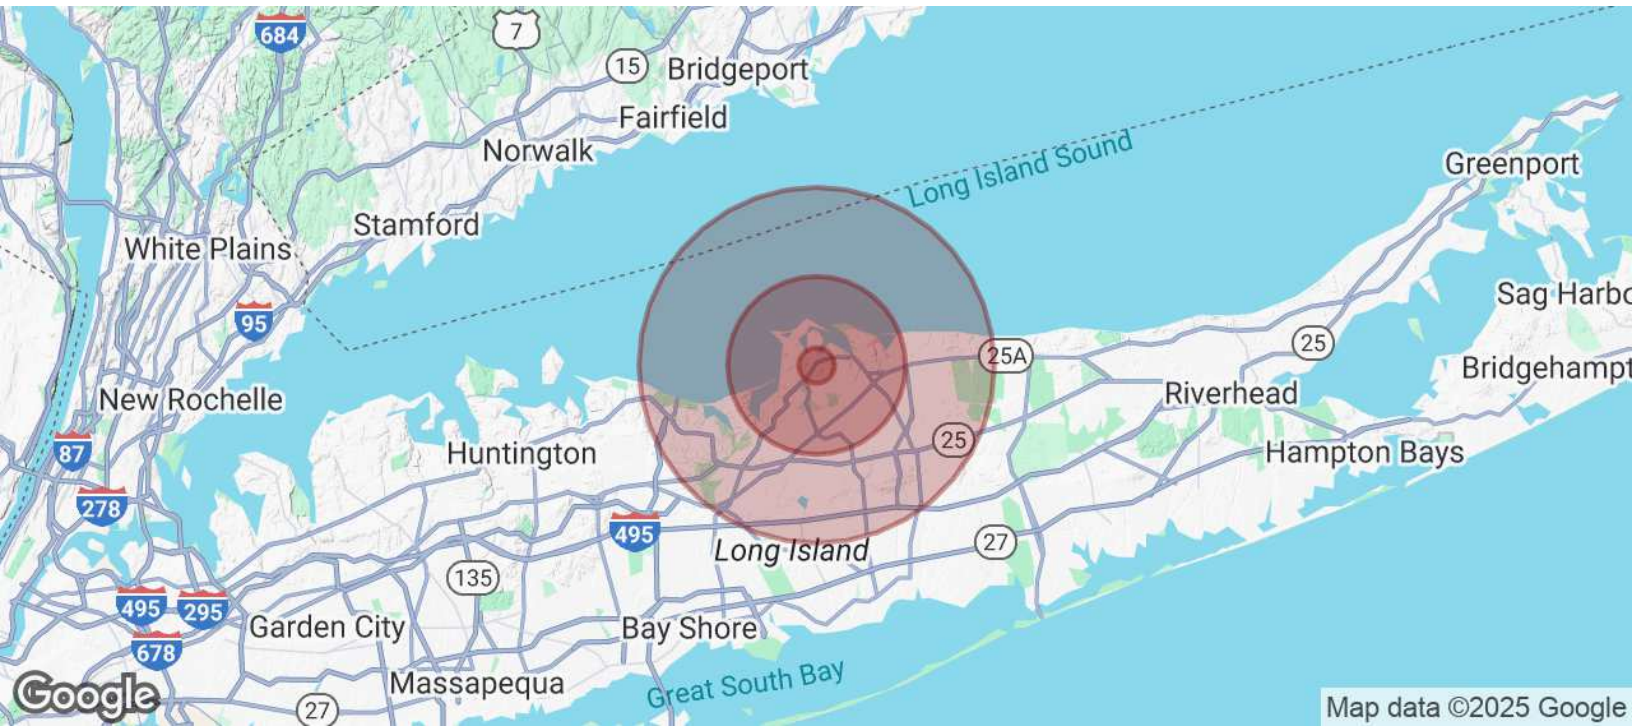 684
7
15
Bridgeport
Fairfield
Norwalk
Long Island Sound
Greenport
Stamford
White Plains
Sag Harbo
95
25A
25
Bridgehampt
New Rochelle
Riverhead
87
Huntington
25
Hampton Bays
278
495
27
Long Island
135
495
295
Garden City
Bay Shore
678
Massapequa
Great South Bay
Google
27
Map data ©2025 Google